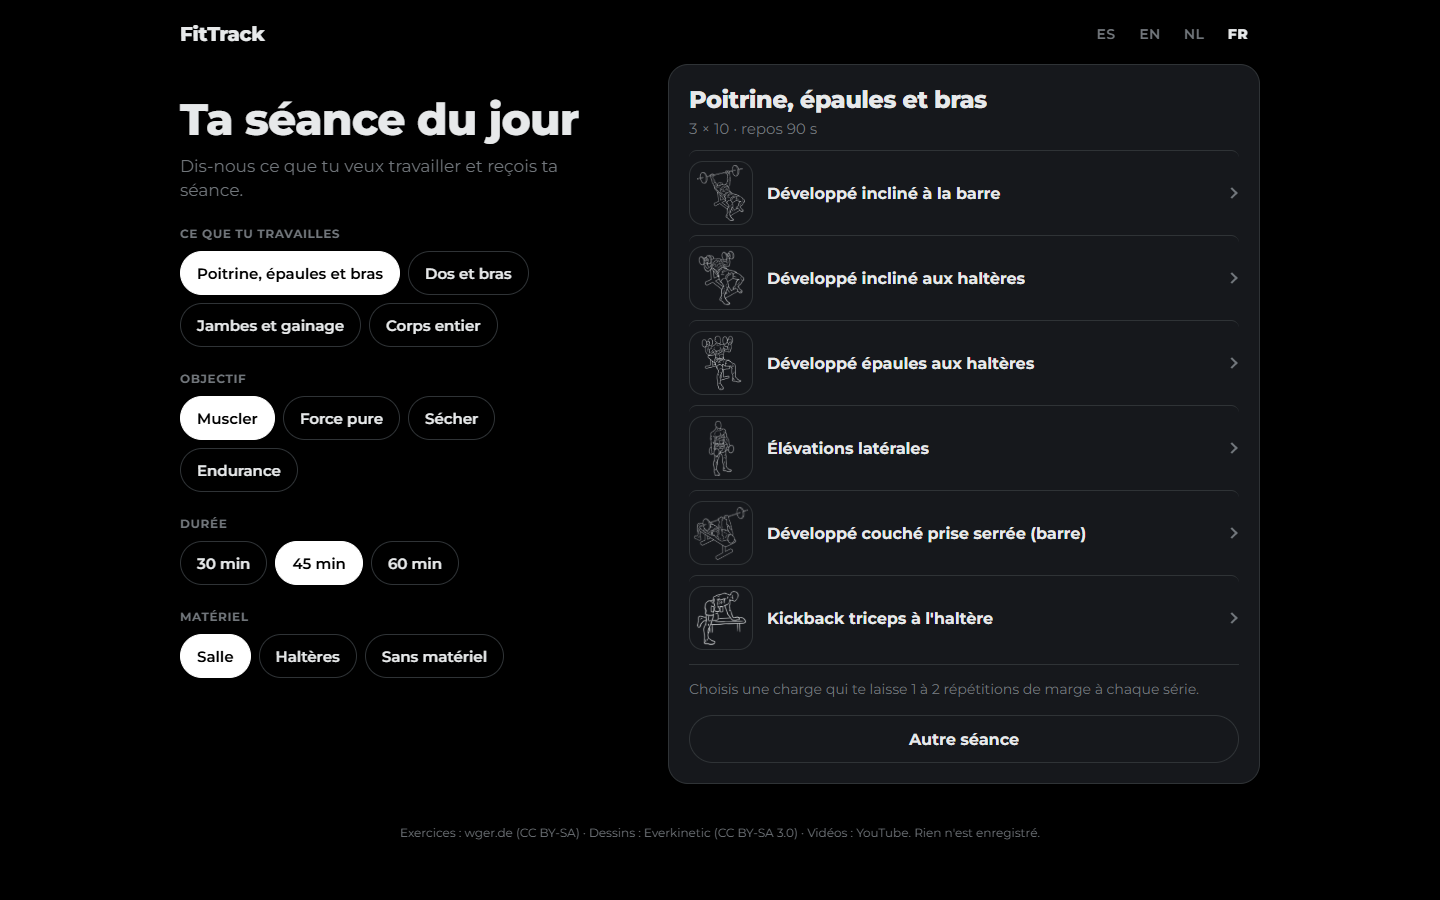 FitTrack
ES EN NL FR
Ta séance du jour
Dis-nous ce que tu veux travailler et reçois ta
séance.
CE QUE TU TRAVAILLES
Poitrine, épaules et bras
Dos et bras
Jambes et gainage
Corps entier
OBJECTIF
Muscler
Force pure
Sécher
Endurance
DURÉE
30 min
45 min
60 min
MATÉRIEL
Salle
Haltères
Sans matériel
Poitrine, épaules et bras
3 × 10 · repos 90 s
Développé incliné à la barre
Développé incliné aux haltères
Développé épaules aux haltères
Élévations latérales
Développé couché prise serrée (barre)
Kickback triceps à l'haltère
Choisis une charge qui te laisse 1 à 2 répétitions de marge à chaque série.
Autre séance
Exercices : wger.de (CC BY-SA) · Dessins : Everkinetic (CC BY-SA 3.0) · Vidéos : YouTube. Rien n'est enregistré.